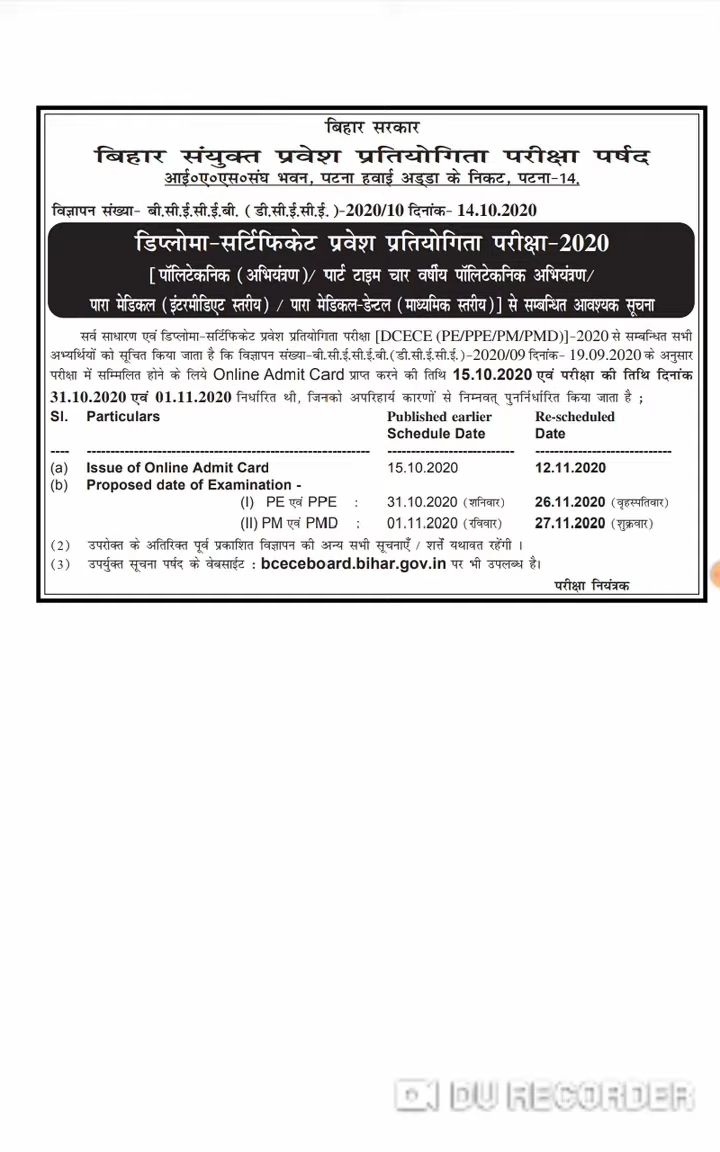 बिहार सरकार
बिहार संयुक्त प्रवेश प्रतियोगिता परीक्षा पर्षद
आई०ए०एस०संघ भवन, पटना हवाई अड्डा के निकट, पटना-14.
विज्ञापन संख्या- बी.सी.ई.सी.ई.बी. ( डी.सी.ई.सी.ई. )-2020/10 दिनांक- 14.10.2020
डिप्लोमा-सर्टिफिकेट प्रवेश प्रतियोगिता परीक्षा-2020
[ पॉलिटेकनिक ( अभियंत्रण )/ पार्ट टाइम चार वर्षीय पॉलिटेकनिक अभियंत्रण/
पारा मेडिकल ( इंटरमीडिएट स्तरीय ) / पारा मेडिकल-डेन्टल ( माध्यमिक स्तरीय )] से सम्बन्धित आवश्यक सूचना
सर्व साधारण एवं डिप्लोमा-सर्टिफिकेट प्रवेश प्रतियोगिता परीक्षा [DCECE (PE/PPE/PM/PMD)]-2020 से सम्बन्धित सभी
अभ्यर्थियों को सूचित किया जाता है कि विज्ञापन संख्या-बी.सी.ई.सी.ई.बी.(डी.सी.ई.सी.ई.)-2020/09 दिनांक- 19.09.2020 के अनुसार
परीक्षा में सम्मिलित होने के लिये Online Admit Card प्राप्त करने की तिथि 15.10.2020 एवं परीक्षा की तिथि दिनांक
31.10.2020 एवं 01.11.2020 निर्धारित थी, जिनको अपरिहार्य कारणों से निम्नवत् पुनर्निर्धारित किया जाता है ;
Sl. Particulars Published earlier Re-scheduled
Schedule Date Date
---- ------------------------------------------------------------ --------------------------- -----------------------------
(a) Issue of Online Admit Card 15.10.2020 12.11.2020
(b) Proposed date of Examination -
(I) PE एवं PPE : 31.10.2020 (शनिवार) 26.11.2020 (वृहस्पतिवार)
(II) PM एवं PMD : 01.11.2020 (रविवार) 27.11.2020 (शुक्रवार)
(2) उपरोक्त के अतिरिक्त पूर्व प्रकाशित विज्ञापन की अन्य सभी सूचनाएँ / शर्त्तें यथावत रहेंगी ।
(3) उपर्युक्त सूचना पर्षद के वेबसाईट : bceceboard.bihar.gov.in पर भी उपलब्ध है।
परीक्षा नियंत्रक
DU RECORDER